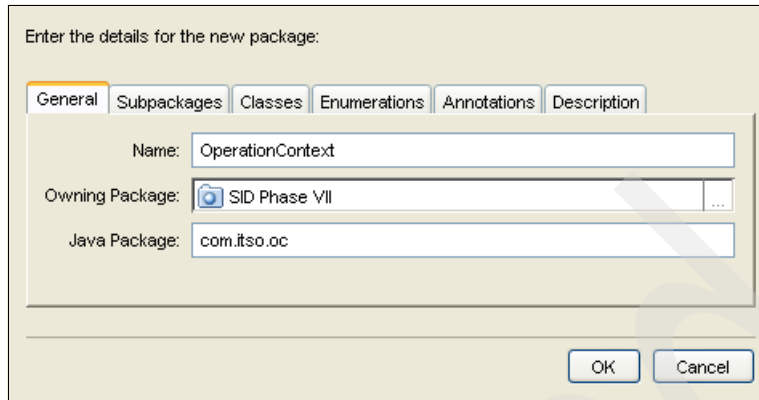 Enter the details for the new package:
General Subpackages Classes Enumerations Annotations Description
Name: OperationContext
Owning Package: SID Phase VII ...
Java Package: com.itso.oc
OK Cancel